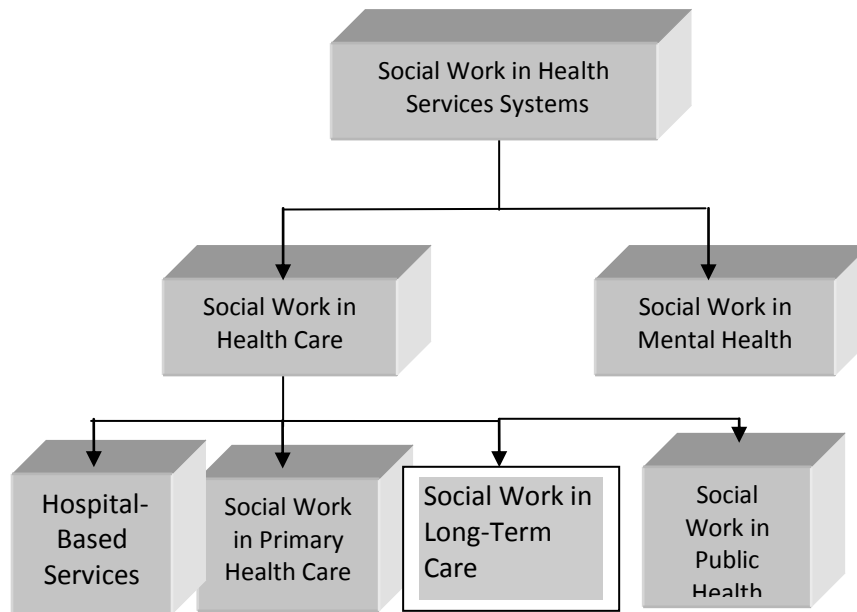 Social Work in Health
Services Systems
Social Work in
Health Care
Social Work in
Mental Health
Hospital-
Based
Services
Social Work
in Primary
Health Care
Social Work in
Long-Term
Care
Social
Work in
Public
Health